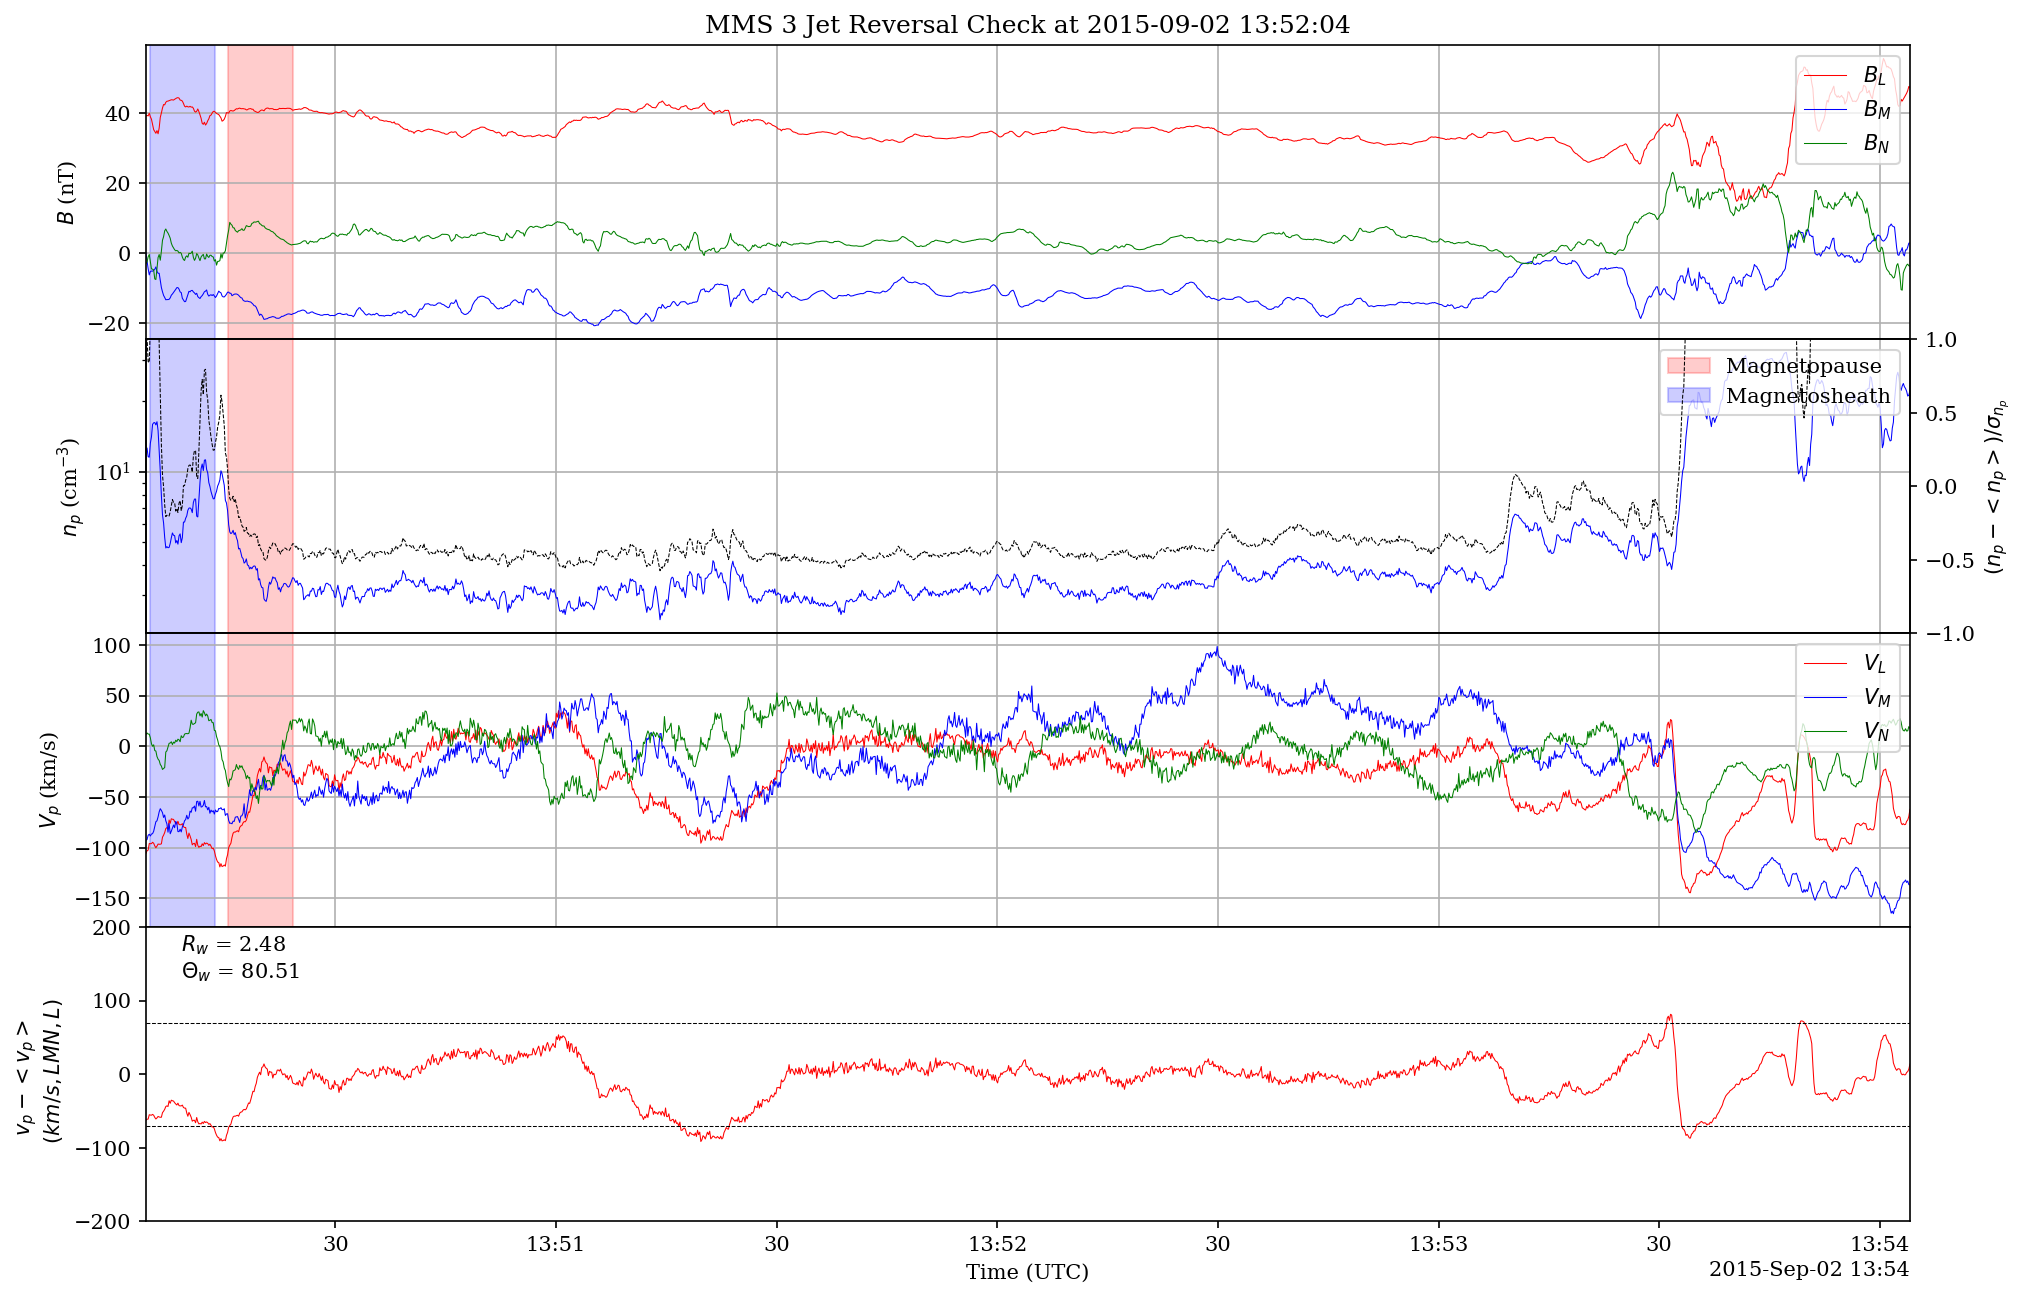 MMS 3 Jet Reversal Check at 2015-09-02 13:52:04
B (nT)
40
20
0
−20
B_L
B_M
B_N
n_p (cm^−3)
10^1
Magnetopause
Magnetosheath
1.0
0.5
0.0
−0.5
−1.0
(n_p − < n_p >)/σ_{n_p}
V_p (km/s)
100
50
0
−50
−100
−150
V_L
V_M
V_N
v_p − < v_p >
(km/s, LMN, L)
200
100
0
−100
−200
R_w = 2.48
Θ_w = 80.51
30 13:51 30 13:52 30 13:53 30 13:54
Time (UTC)
2015-Sep-02 13:54